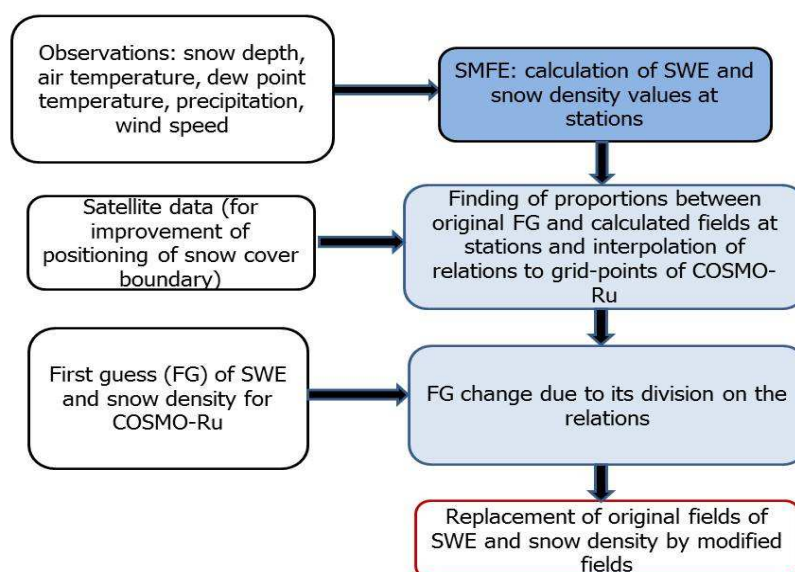 Observations: snow depth,
air temperature, dew point
temperature, precipitation,
wind speed
SMFE: calculation of SWE and
snow density values at
stations
Satellite data (for
improvement of
positioning of snow cover
boundary)
Finding of proportions between
original FG and calculated fields at
stations and interpolation of
relations to grid-points of COSMO-
Ru
First guess (FG) of SWE
and snow density for
COSMO-Ru
FG change due to its division on the
relations
Replacement of original fields of
SWE and snow density by modified
fields